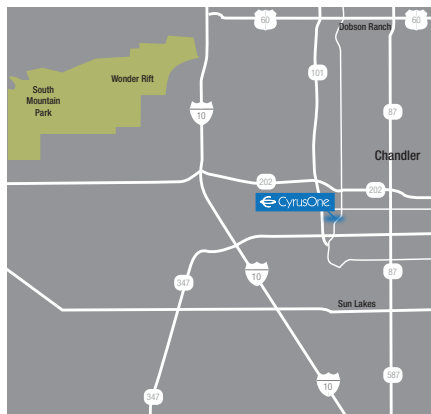 60
60
Dobson Ranch
101
Wonder Rift
South
Mountain
Park
10
87
Chandler
202
202
CyrusOne
87
10
347
Sun Lakes
587
10
347